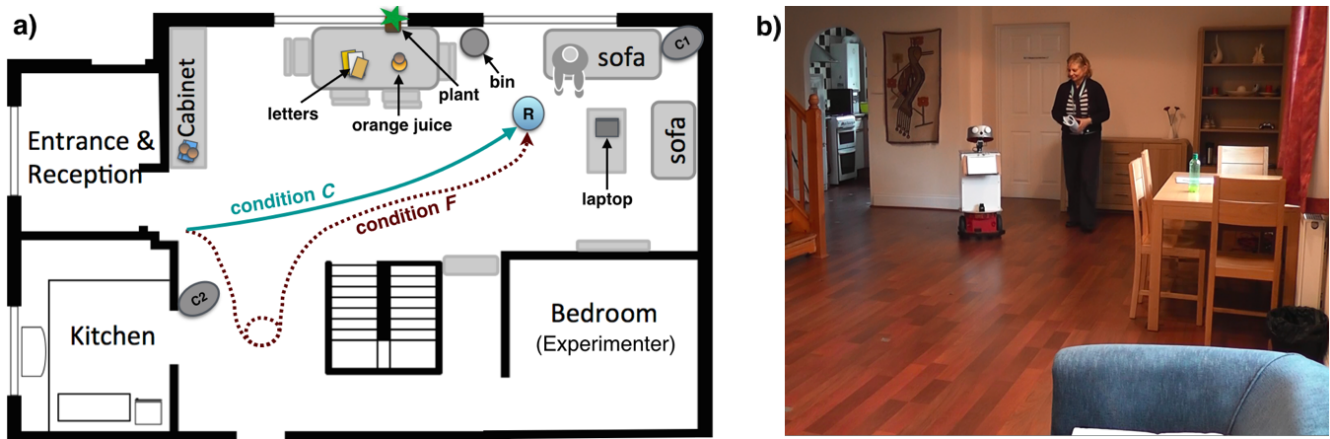 a)
Cabinet
letters
orange juice
plant
bin
sofa
C1
Entrance &
Reception
R
condition C
condition F
laptop
sofa
C2
Kitchen
Bedroom
(Experimenter)
b)